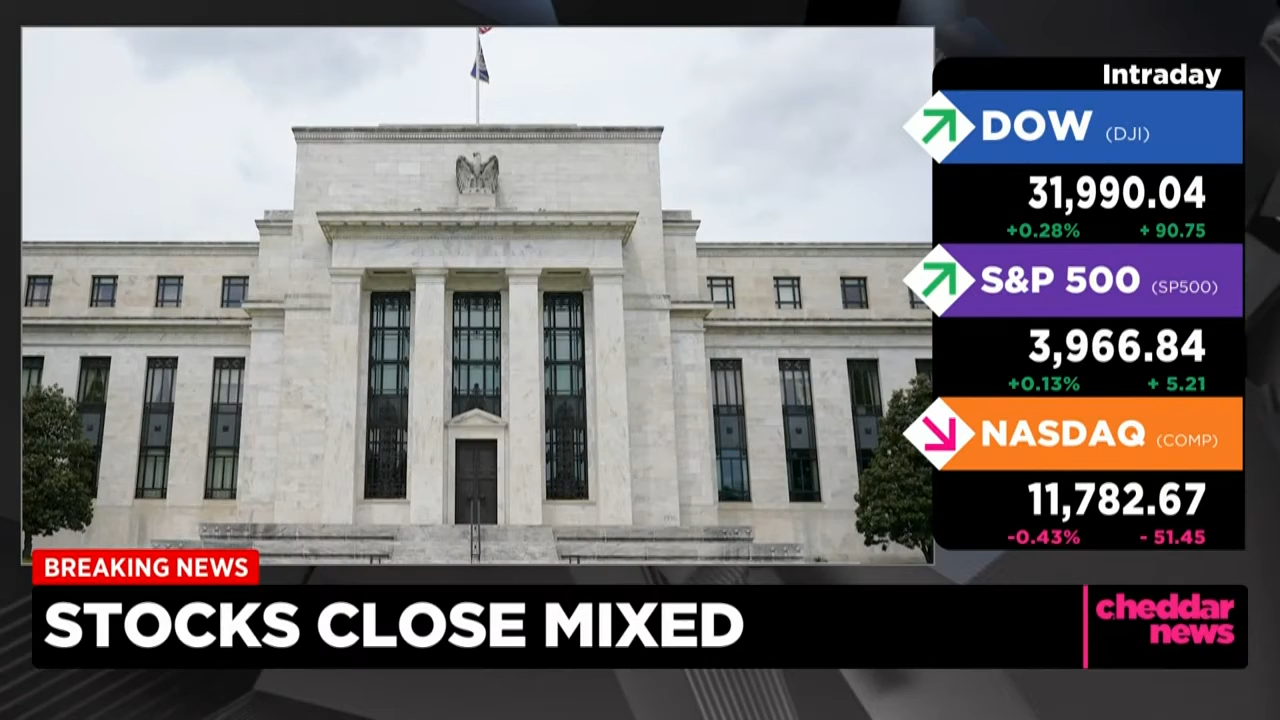 Intraday
DOW (DJI)
31,990.04
+0.28% + 90.75
S&P 500 (SP500)
3,966.84
+0.13% + 5.21
NASDAQ (COMP)
11,782.67
-0.43% - 51.45
BREAKING NEWS
STOCKS CLOSE MIXED
cheddar
news